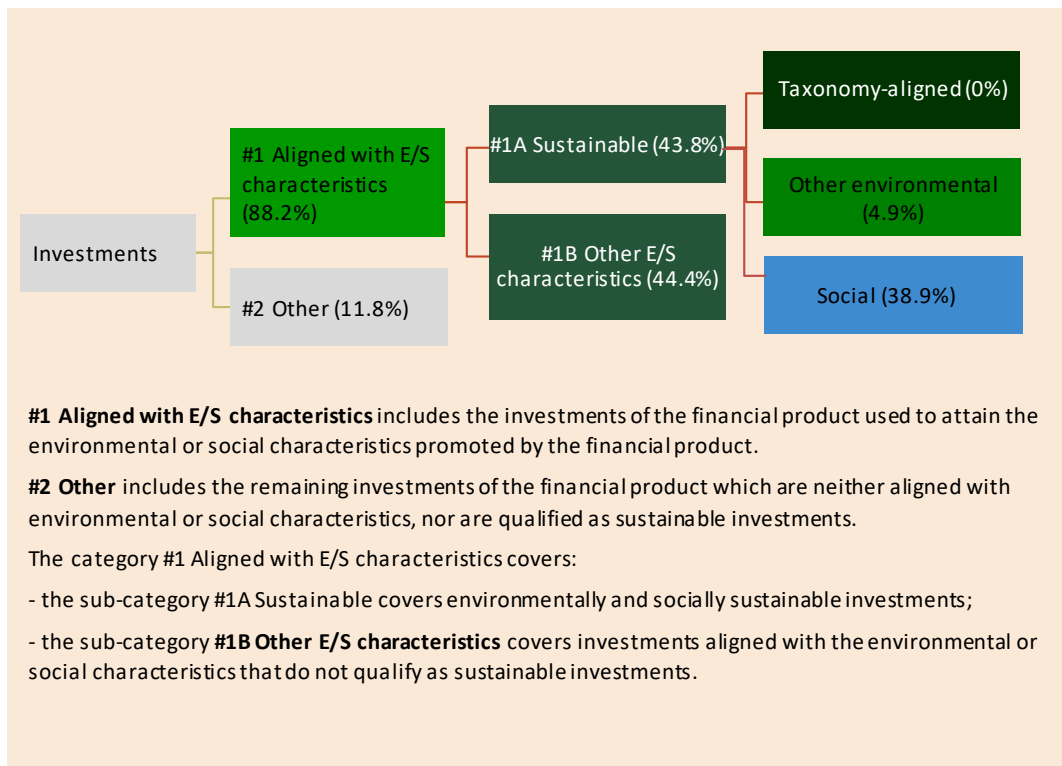 Investments
#1 Aligned with E/S
characteristics
(88.2%)
#2 Other (11.8%)
#1A Sustainable (43.8%)
#1B Other E/S
characteristics (44.4%)
Taxonomy-aligned (0%)
Other environmental
(4.9%)
Social (38.9%)
#1 Aligned with E/S characteristics includes the investments of the financial product used to attain the
environmental or social characteristics promoted by the financial product.
#2 Other includes the remaining investments of the financial product which are neither aligned with
environmental or social characteristics, nor are qualified as sustainable investments.
The category #1 Aligned with E/S characteristics covers:
- the sub-category #1A Sustainable covers environmentally and socially sustainable investments;
- the sub-category #1B Other E/S characteristics covers investments aligned with the environmental or
social characteristics that do not qualify as sustainable investments.